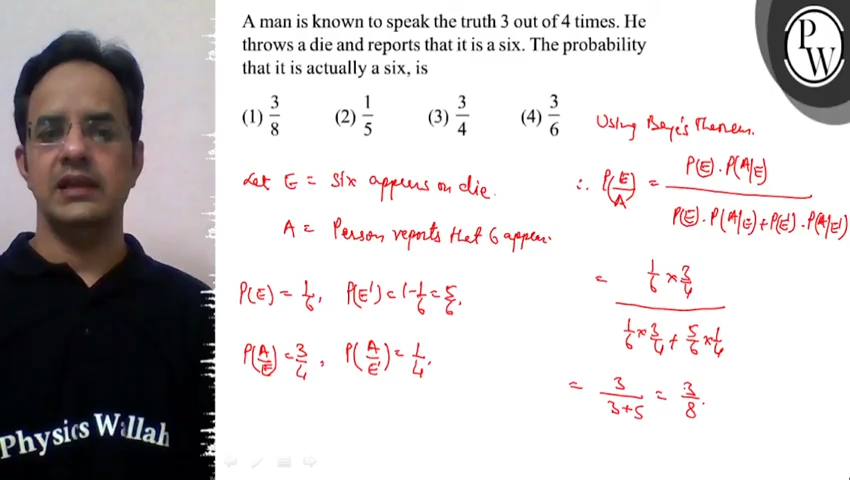 A man is known to speak the truth 3 out of 4 times. He
throws a die and reports that it is a six. The probability
that it is actually a six, is
(1) 3/8 (2) 1/5 (3) 3/4 (4) 3/6
Let E = Six appears on die.
A = Person reports that 6 appear.
P(E) = 1/6, P(E') = 1-1/6 = 5/6.
P(A/E) = 3/4, P(A/E') = 1/4.
Using Baye's Theorem.
∴ P(E/A) = P(E).P(A/E) / P(E).P(A/E)+P(E').P(A/E')
= 1/6 × 3/4 / 1/6 × 3/4 + 5/6 × 1/4
= 3/3+5 = 3/8.
PW
Physics Wallah